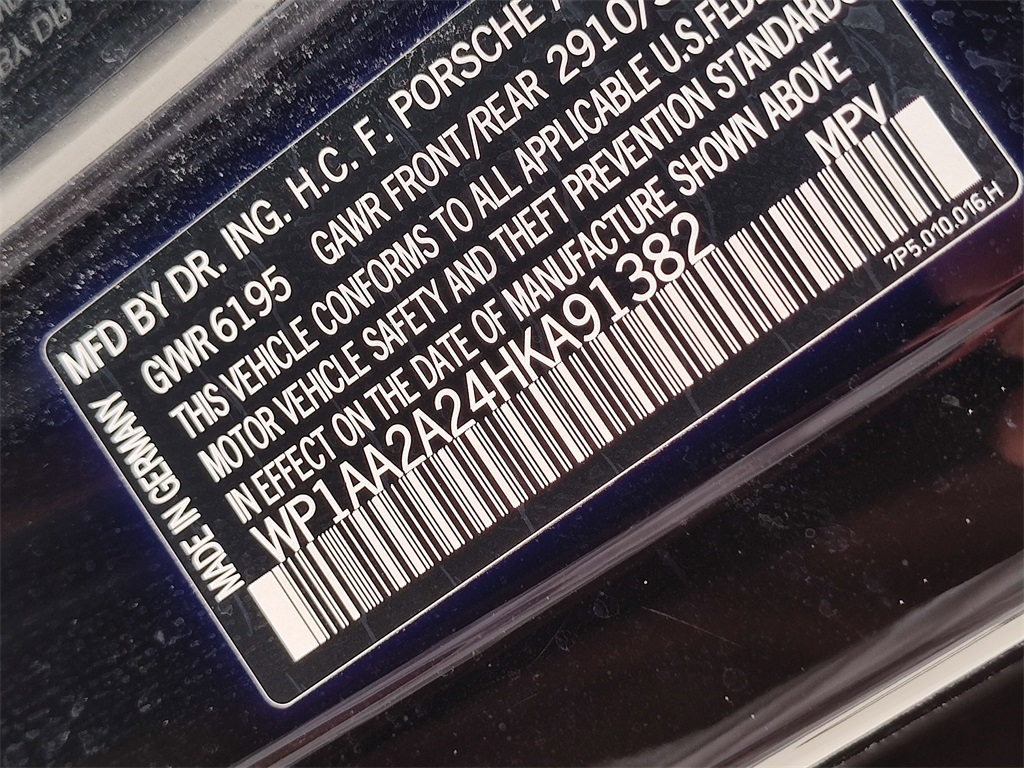 MFD BY DR. ING. H.C. F. PORSCHE
GWR 6195 GAWR FRONT/REAR 2910/
THIS VEHICLE CONFORMS TO ALL APPLICABLE U.S.FEDE
MOTOR VEHICLE SAFETY AND THEFT PREVENTION STANDARDS
IN EFFECT ON THE DATE OF MANUFACTURE SHOWN ABOVE
WP1AA2A24HKA91382 MPV
7P5.010.016.H
MADE IN GERMANY